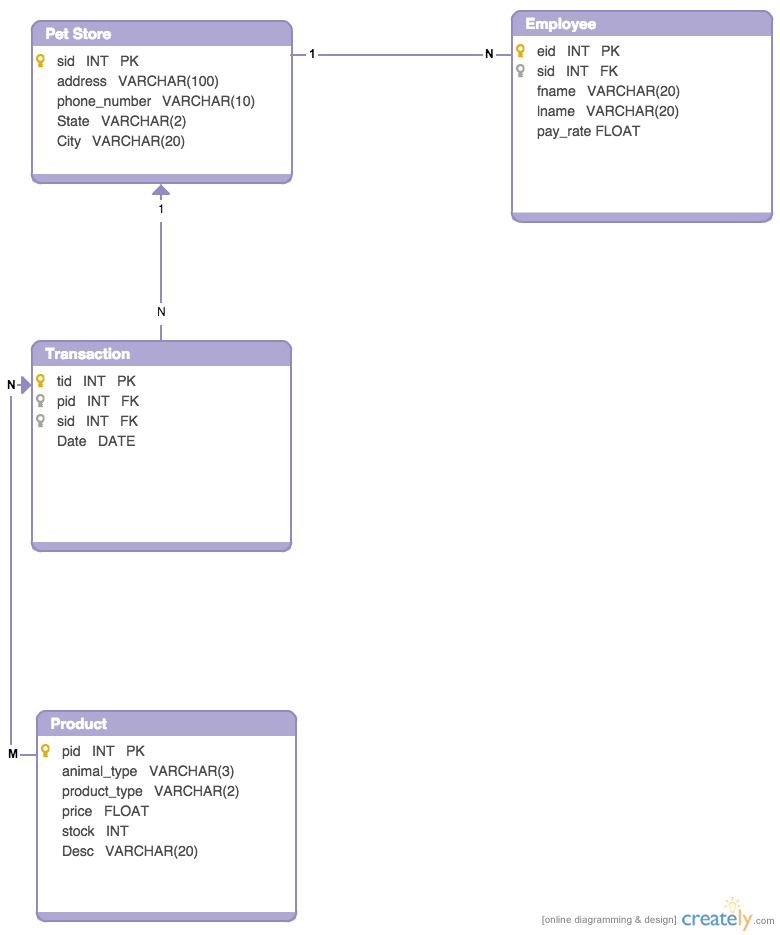 Pet Store
sid INT PK
address VARCHAR(100)
phone_number VARCHAR(10)
State VARCHAR(2)
City VARCHAR(20)
1
N
Employee
eid INT PK
sid INT FK
fname VARCHAR(20)
lname VARCHAR(20)
pay_rate FLOAT
1
N
Transaction
N
tid INT PK
pid INT FK
sid INT FK
Date DATE
Product
M
pid INT PK
animal_type VARCHAR(3)
product_type VARCHAR(2)
price FLOAT
stock INT
Desc VARCHAR(20)
[online diagramming & design] creately.com